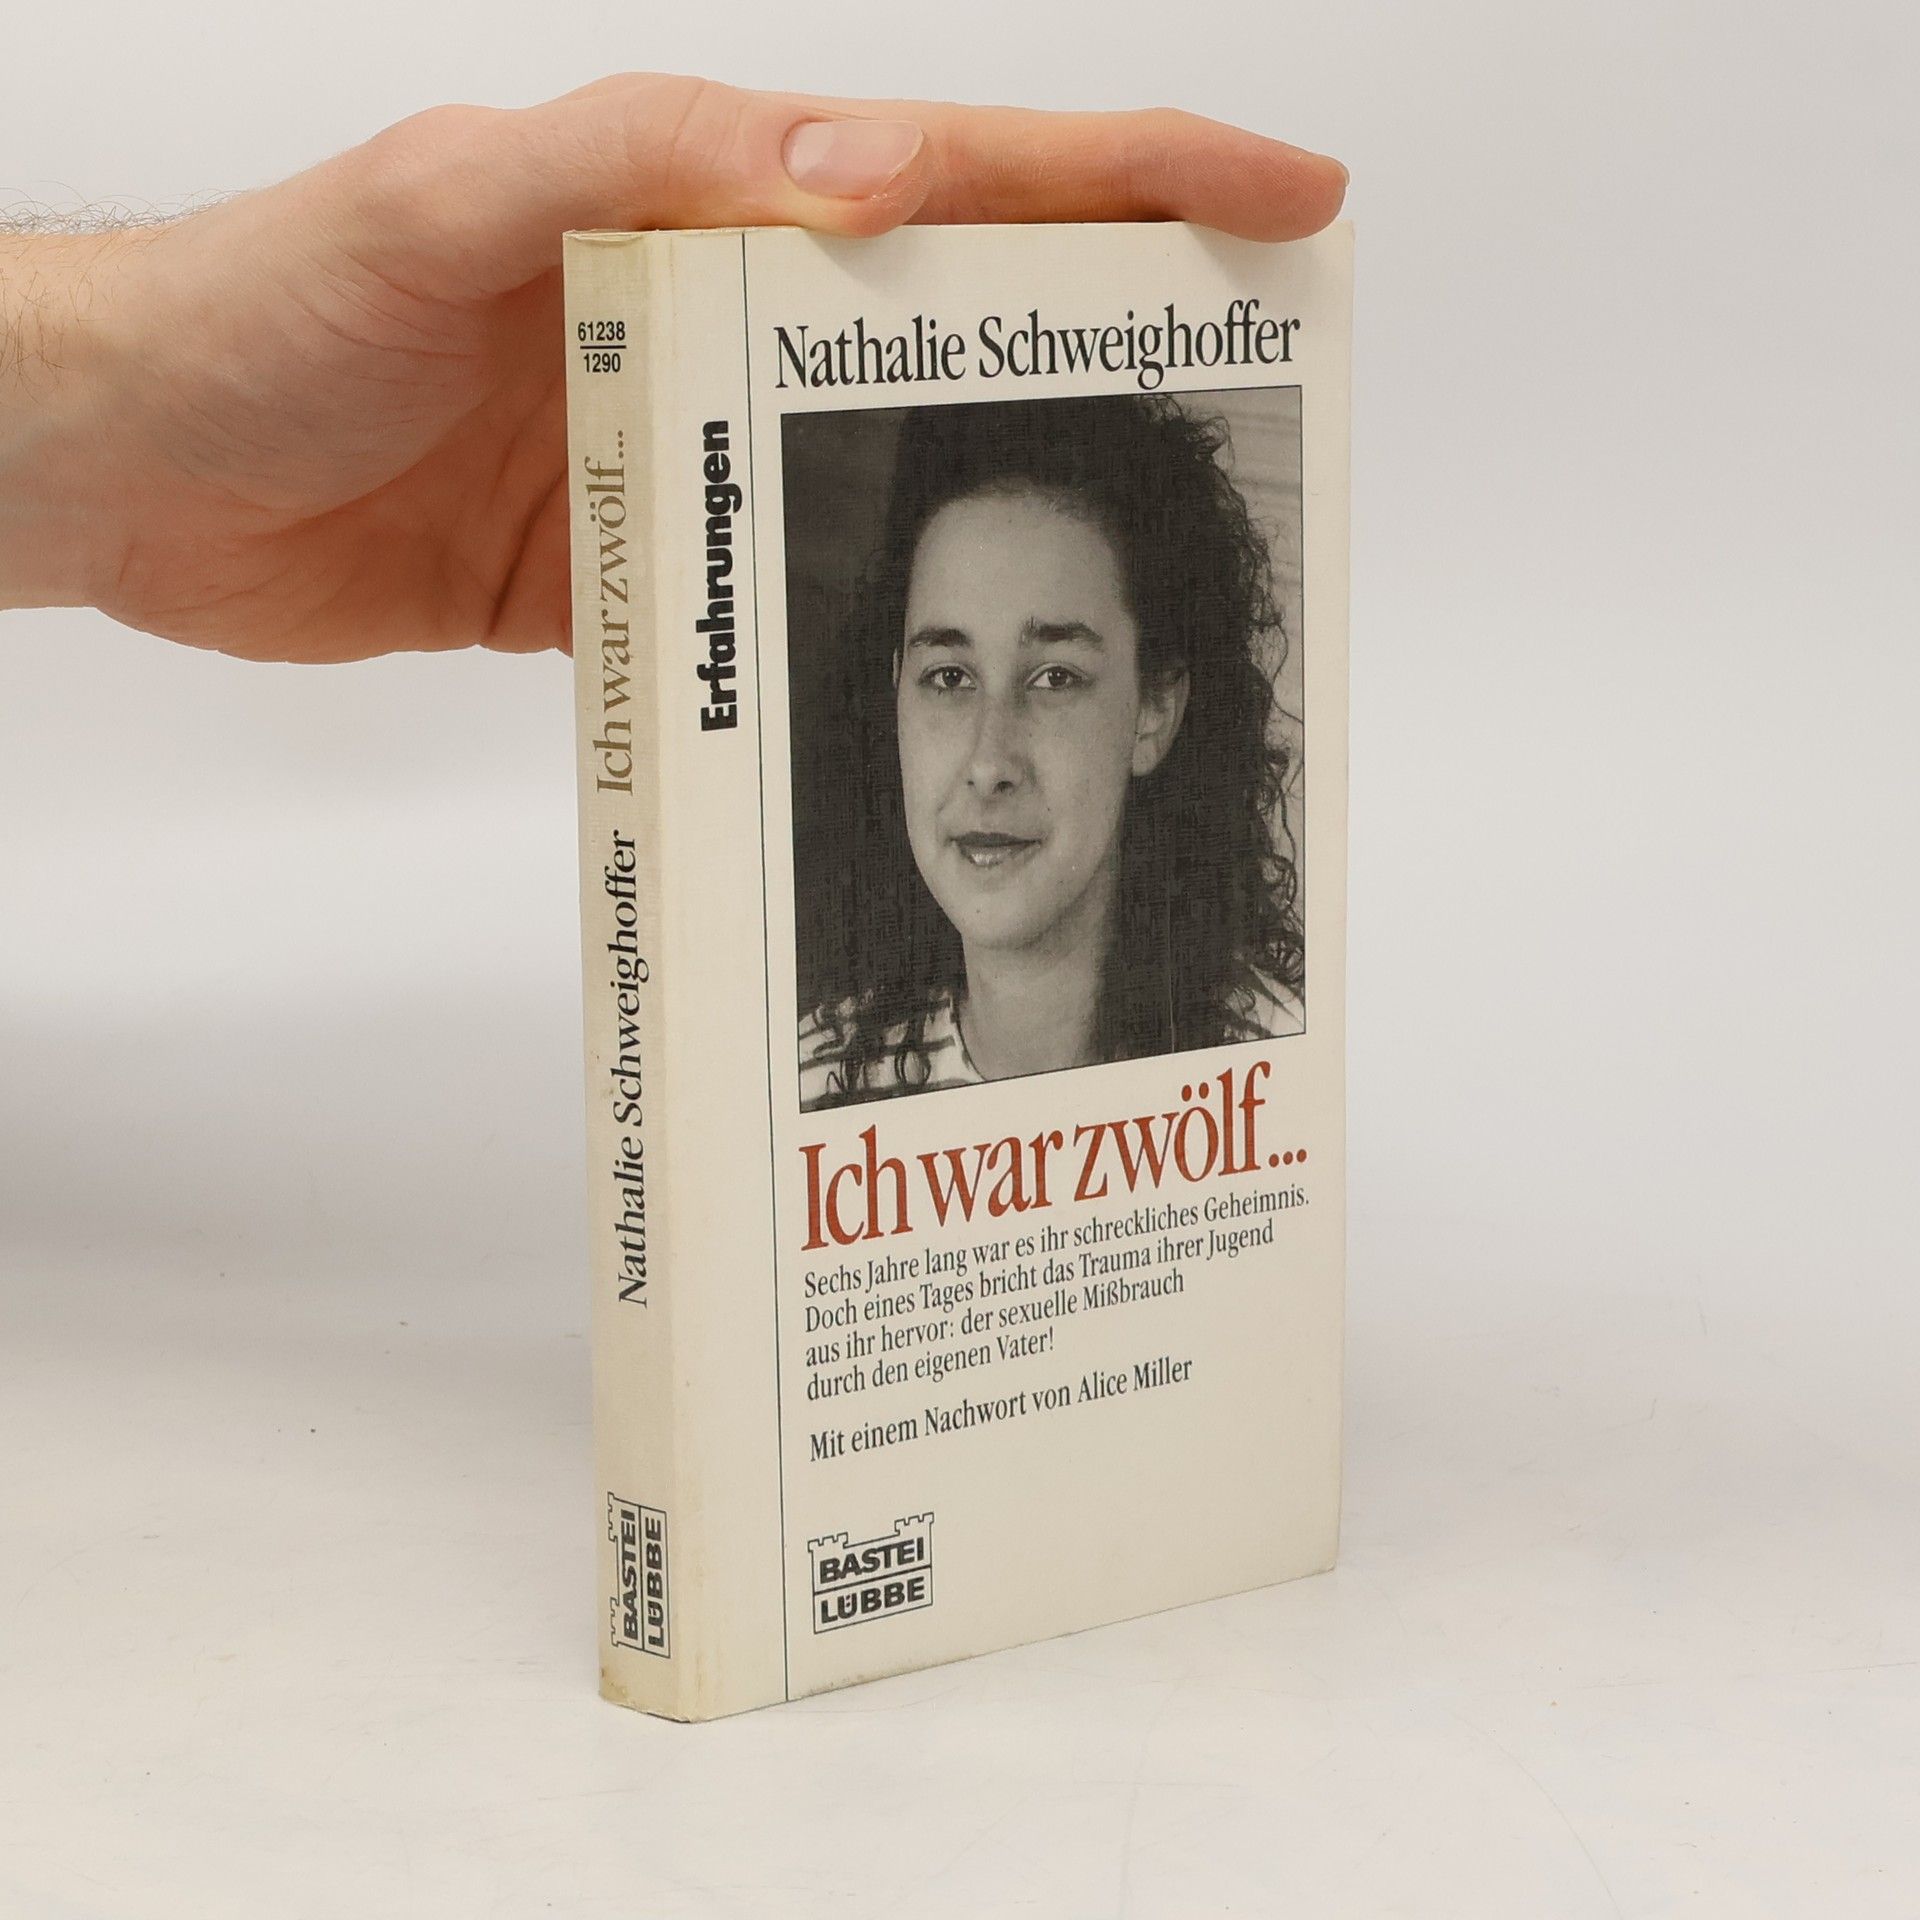 61238
1290
Nathalie Schweighoffer Ich war zwölf...
BASTEI
LÜBBE
Erfahrungen
Nathalie Schweighoffer
Ich war zwölf...
Sechs Jahre lang war es ihr schreckliches Geheimnis.
Doch eines Tages bricht das Trauma ihrer Jugend
aus ihr hervor: der sexuelle Mißbrauch
durch den eigenen Vater!
Mit einem Nachwort von Alice Miller
BASTEI
LÜBBE